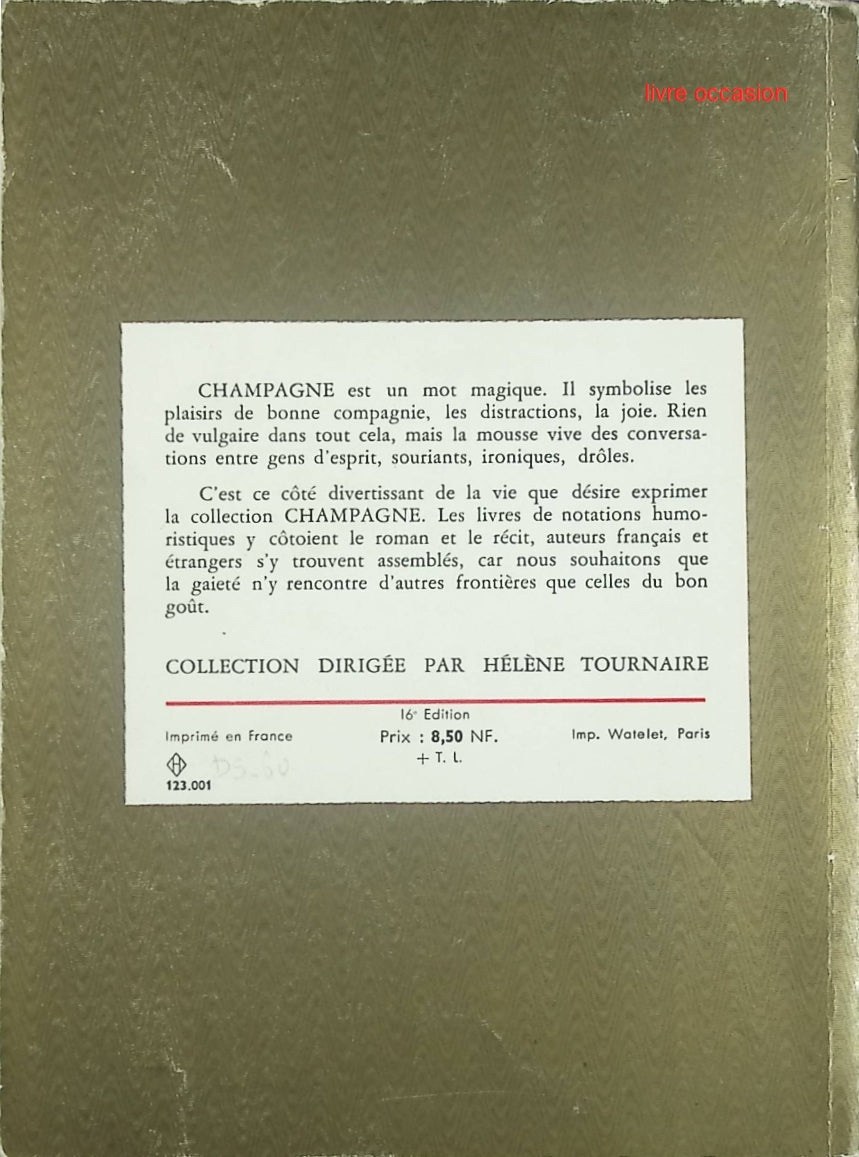 livre occasion
CHAMPAGNE est un mot magique. Il symbolise les
plaisirs de bonne compagnie, les distractions, la joie. Rien
de vulgaire dans tout cela, mais la mousse vive des conversa-
tions entre gens d'esprit, souriants, ironiques, drôles.
C'est ce côté divertissant de la vie que désire exprimer
la collection CHAMPAGNE. Les livres de notations humo-
ristiques y côtoient le roman et le récit, auteurs français et
étrangers s'y trouvent assemblés, car nous souhaitons que
la gaieté n'y rencontre d'autres frontières que celles du bon
goût.
COLLECTION DIRIGÉE PAR HÉLÈNE TOURNAIRE
16e Edition
Imprimé en France Prix : 8,50 NF. Imp. Watelet, Paris
+ T. L.
H
123.001